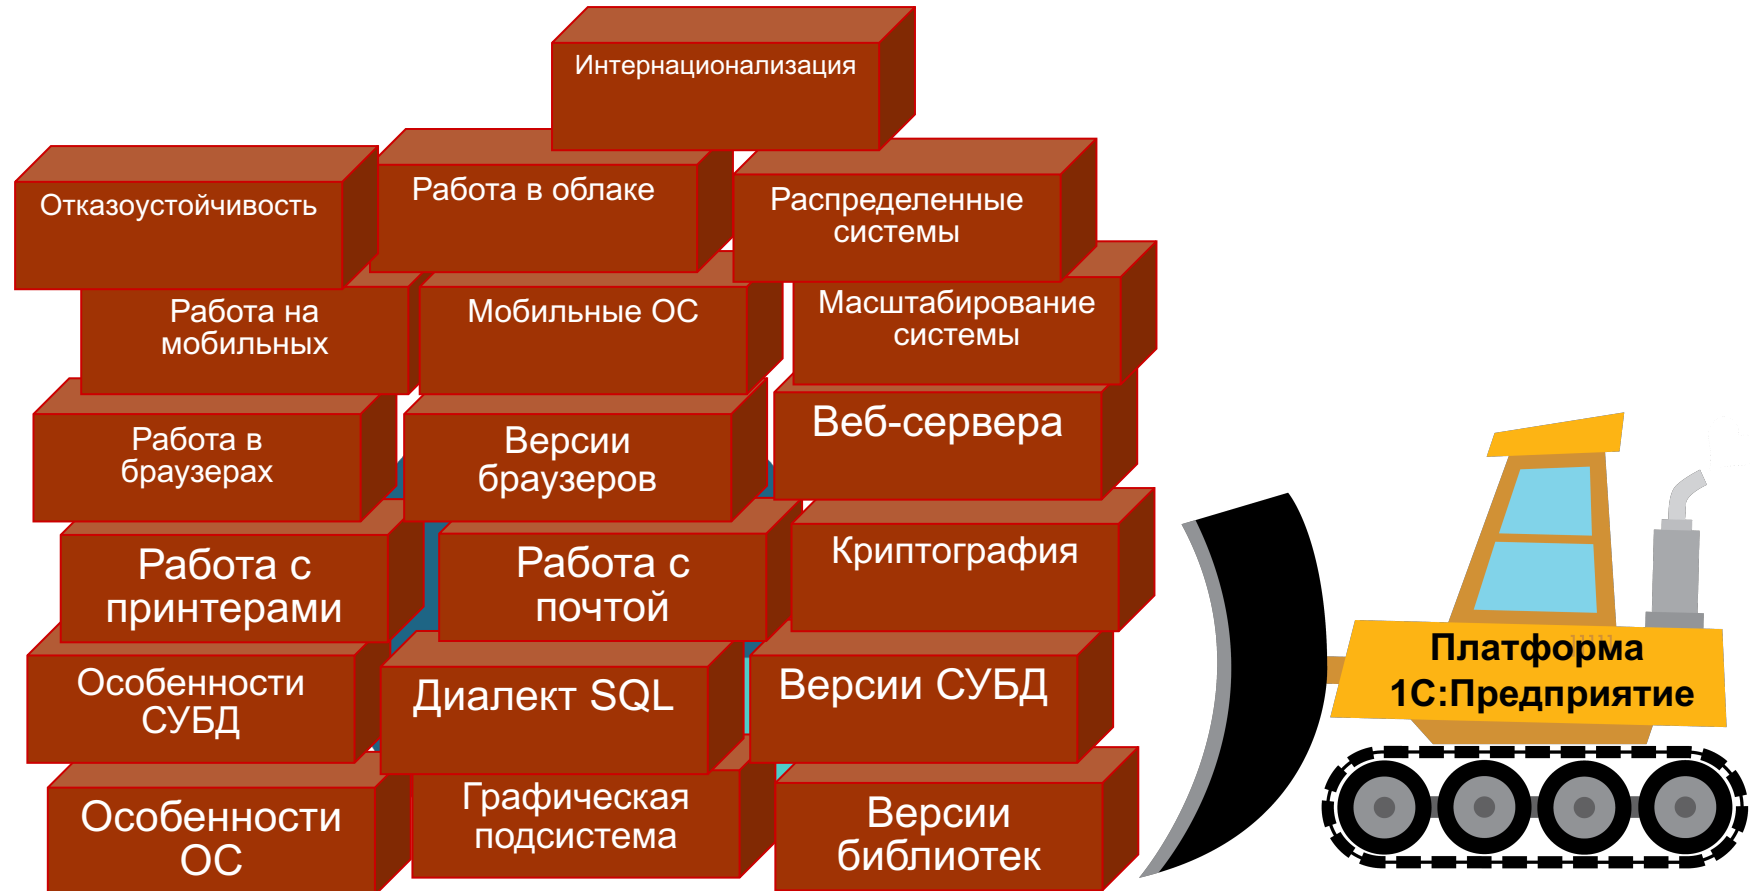 Интернационализация
Отказоустойчивость
Работа в облаке
Распределенные
системы
Работа на
мобильных
Мобильные ОС
Масштабирование
системы
Работа в
браузерах
Версии
браузеров
Веб-сервера
Работа с
принтерами
Работа с
почтой
Криптография
Особенности
СУБД
Диалект SQL
Версии СУБД
Особенности
ОС
Графическая
подсистема
Версии
библиотек
Платформа
1С:Предприятие